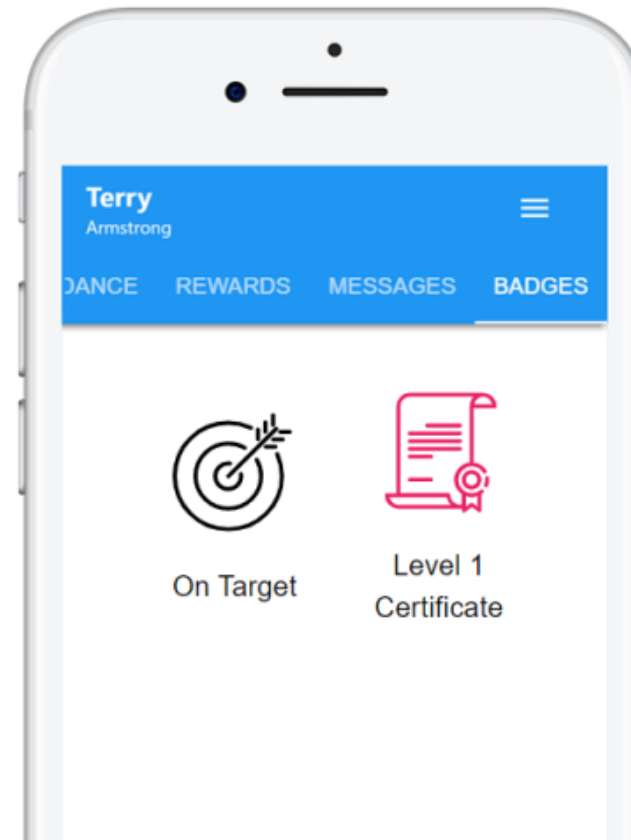 Terry
Armstrong
DANCE REWARDS MESSAGES BADGES
On Target
Level 1
Certificate